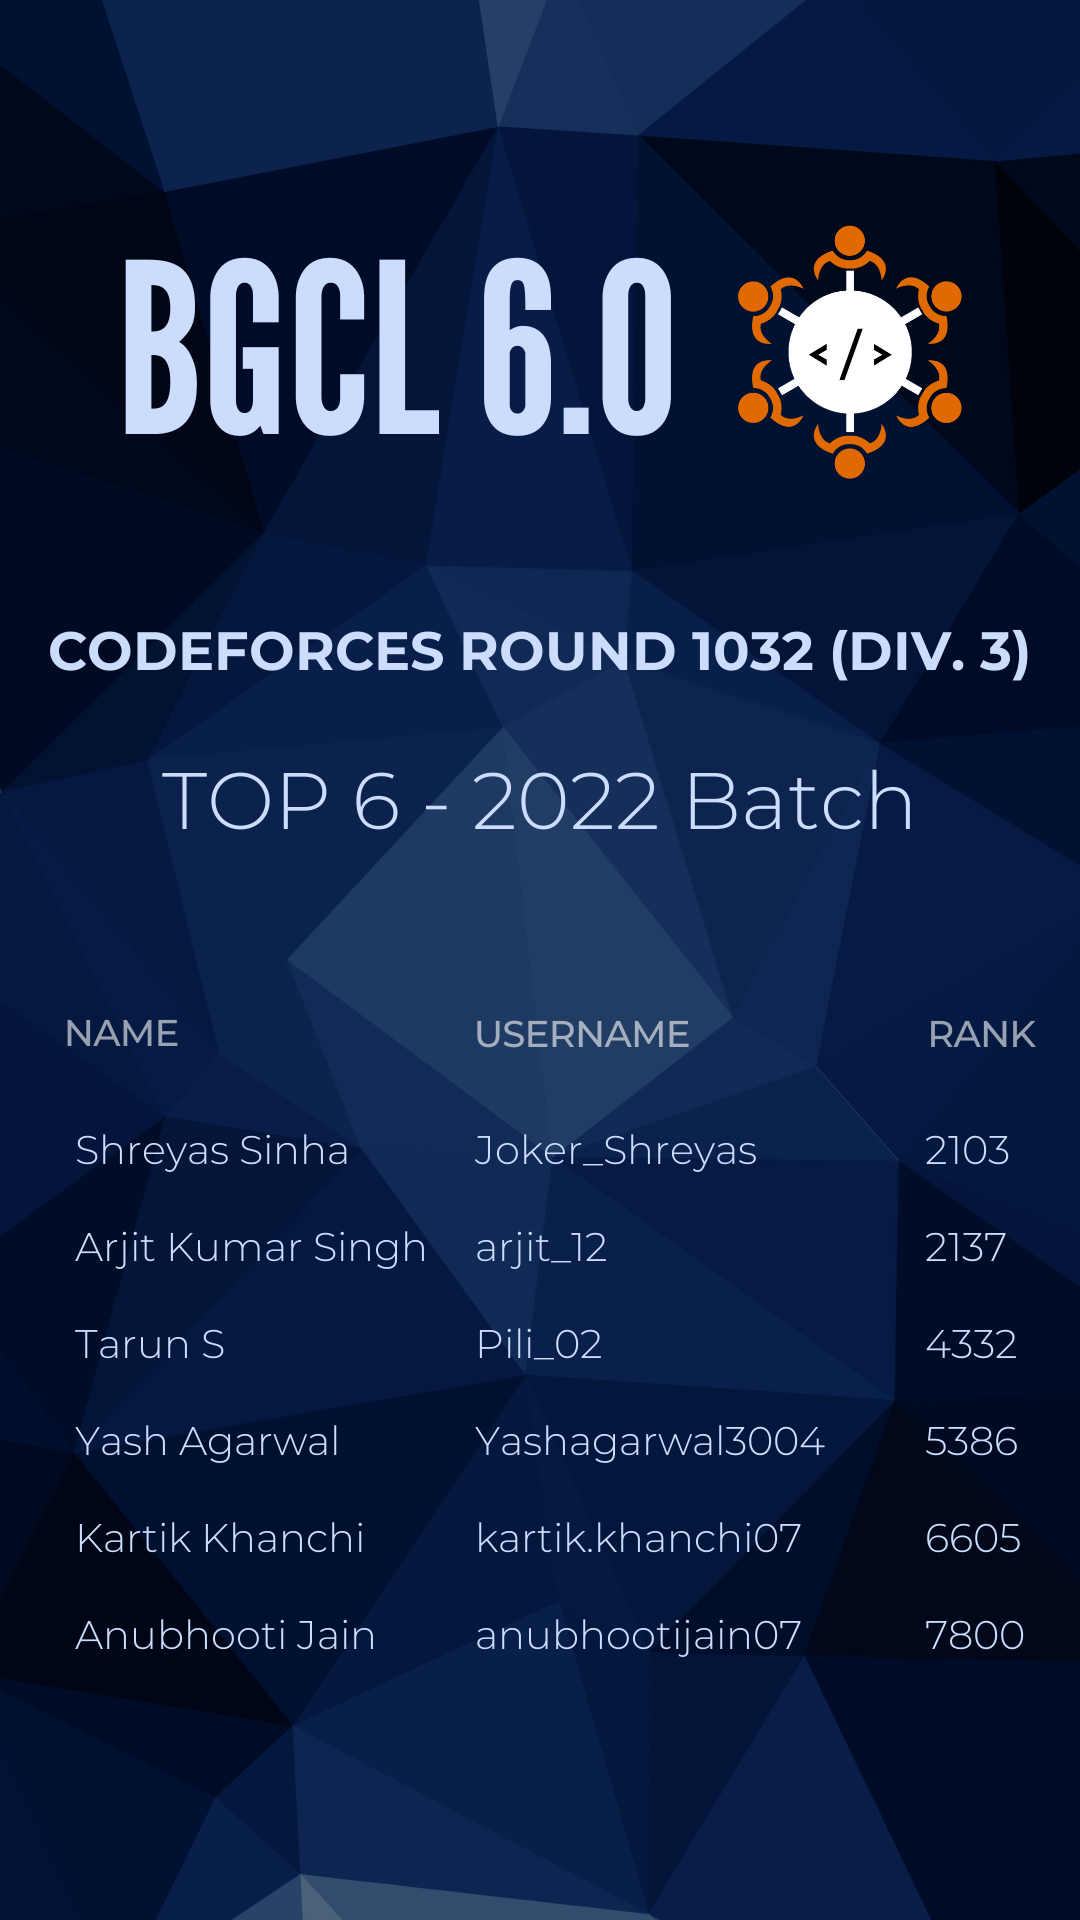 BGCL 6.0
</>
CODEFORCES ROUND 1032 (DIV. 3)
TOP 6 - 2022 Batch
NAME USERNAME RANK
Shreyas Sinha Joker_Shreyas 2103
Arjit Kumar Singh arjit_12 2137
Tarun S Pili_02 4332
Yash Agarwal Yashagarwal3004 5386
Kartik Khanchi kartik.khanchi07 6605
Anubhooti Jain anubhootijain07 7800